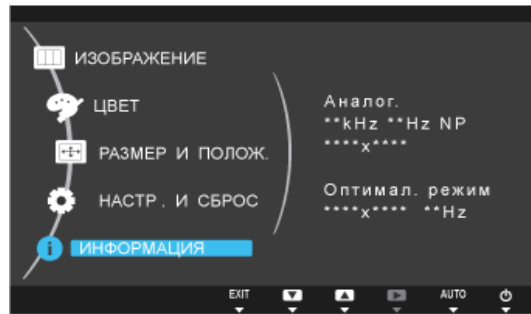 ИЗОБРАЖЕНИЕ
ЦВЕТ
РАЗМЕР И ПОЛОЖ.
НАСТР. И СБРОС
ИНФОРМАЦИЯ
Аналог.
**kHz **Hz NP
****x****
Оптимал. режим
****x**** **Hz
EXIT AUTO